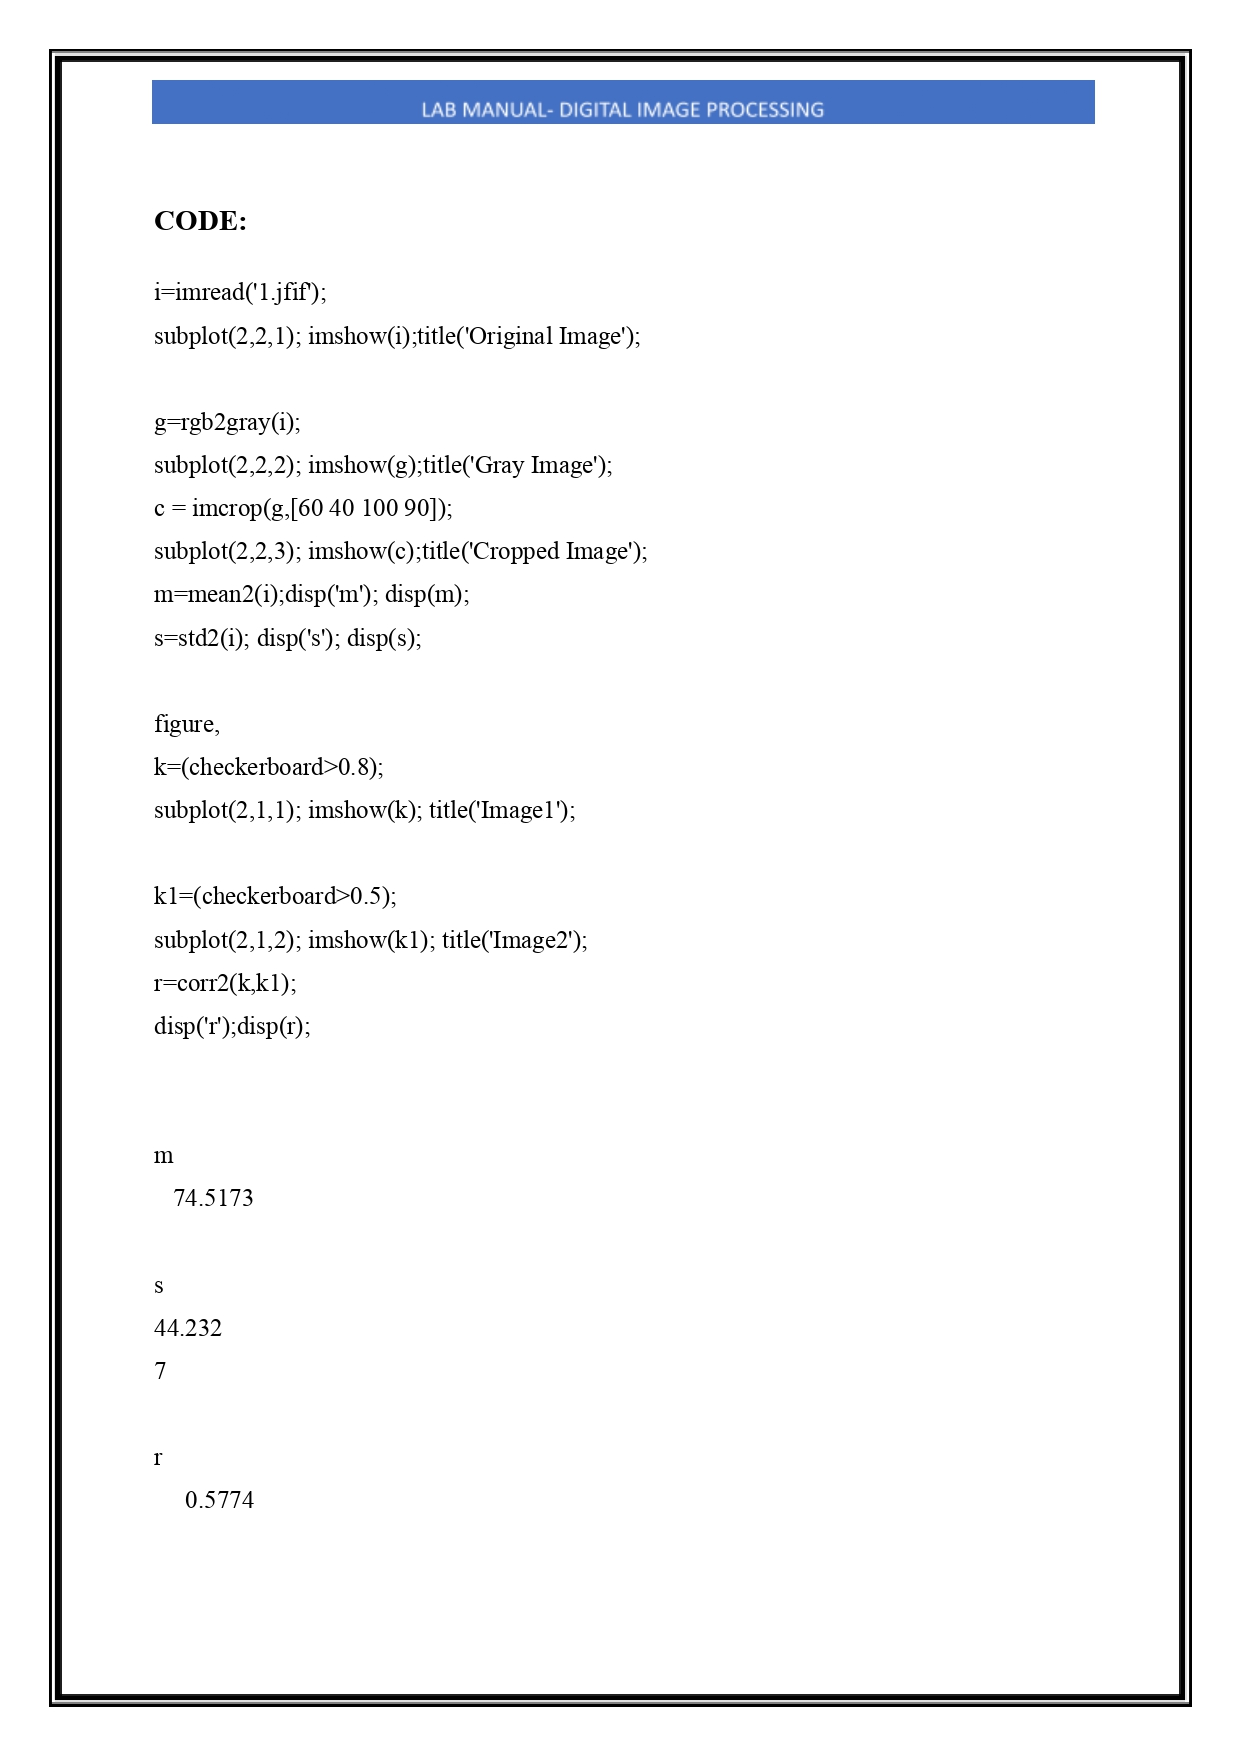 LAB MANUAL- DIGITAL IMAGE PROCESSING
CODE:
i=imread('1.jfif');
subplot(2,2,1); imshow(i);title('Original Image');
g=rgb2gray(i);
subplot(2,2,2); imshow(g);title('Gray Image');
c = imcrop(g,[60 40 100 90]);
subplot(2,2,3); imshow(c);title('Cropped Image');
m=mean2(i);disp('m'); disp(m);
s=std2(i); disp('s'); disp(s);
figure,
k=(checkerboard>0.8);
subplot(2,1,1); imshow(k); title('Image1');
k1=(checkerboard>0.5);
subplot(2,1,2); imshow(k1); title('Image2');
r=corr2(k,k1);
disp('r');disp(r);
m
74.5173
s
44.232
7
r
0.5774